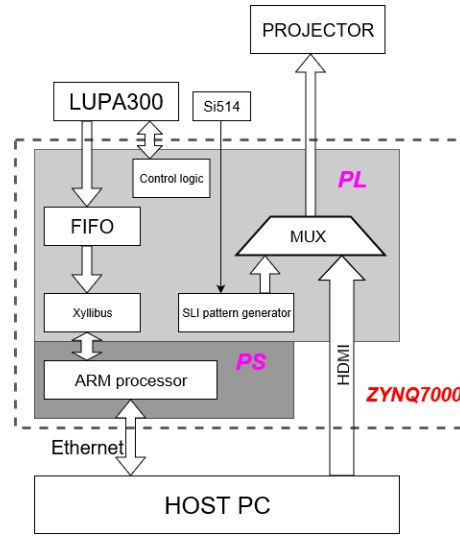 PROJECTOR
LUPA300
Si514
Control logic
PL
FIFO
MUX
Xyllibus
SLI pattern generator
HDMI
PS
ARM processor
ZYNQ7000
Ethernet
HOST PC